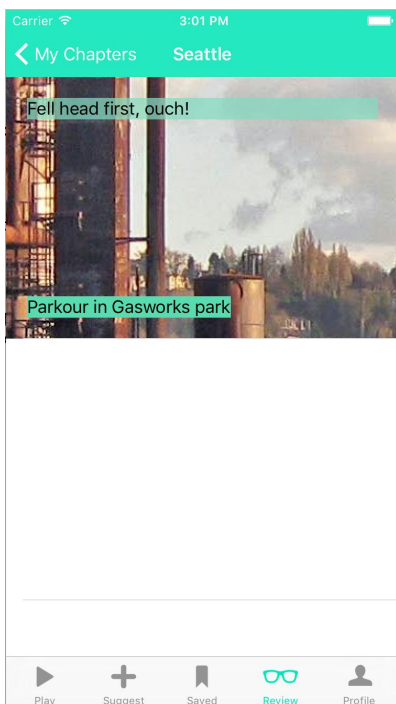 Carrier 3:01 PM
My Chapters Seattle
Fell head first, ouch!
Parkour in Gasworks park
Play Suggest Saved Review Profile